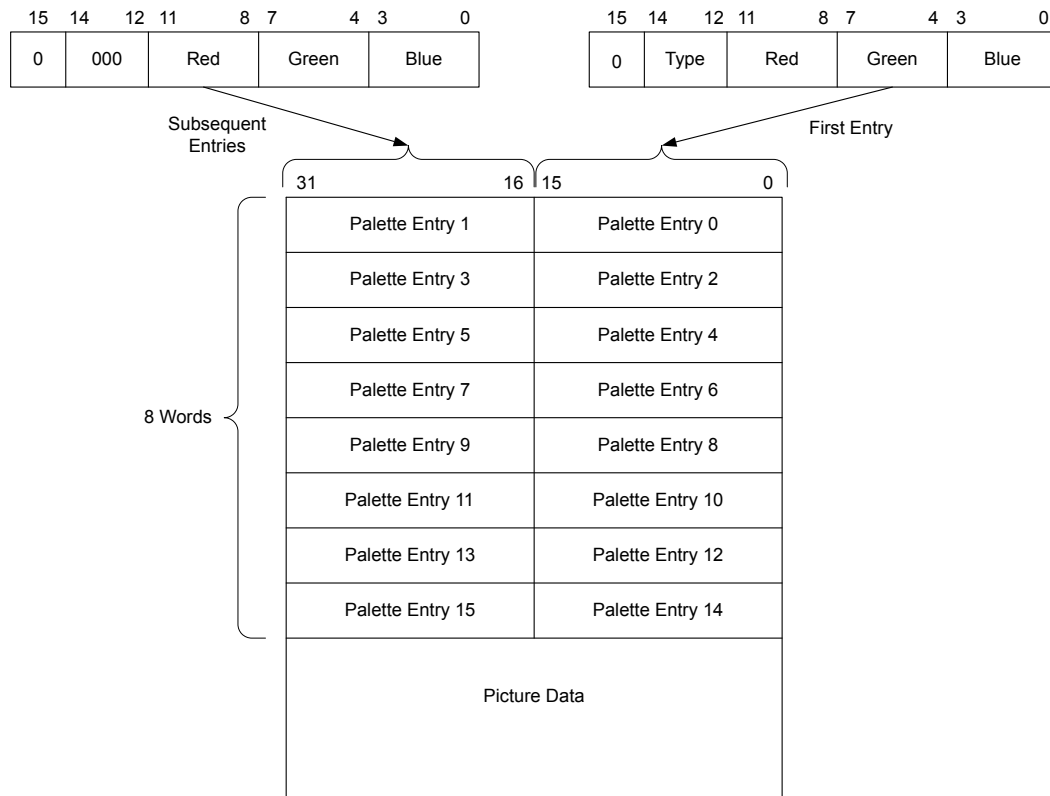 15 14 12 11 8 7 4 3 0
0 000 Red Green Blue
15 14 12 11 8 7 4 3 0
0 Type Red Green Blue
Subsequent
Entries
First Entry
31 16 15 0
Palette Entry 1 Palette Entry 0
Palette Entry 3 Palette Entry 2
Palette Entry 5 Palette Entry 4
Palette Entry 7 Palette Entry 6
8 Words
Palette Entry 9 Palette Entry 8
Palette Entry 11 Palette Entry 10
Palette Entry 13 Palette Entry 12
Palette Entry 15 Palette Entry 14
Picture Data